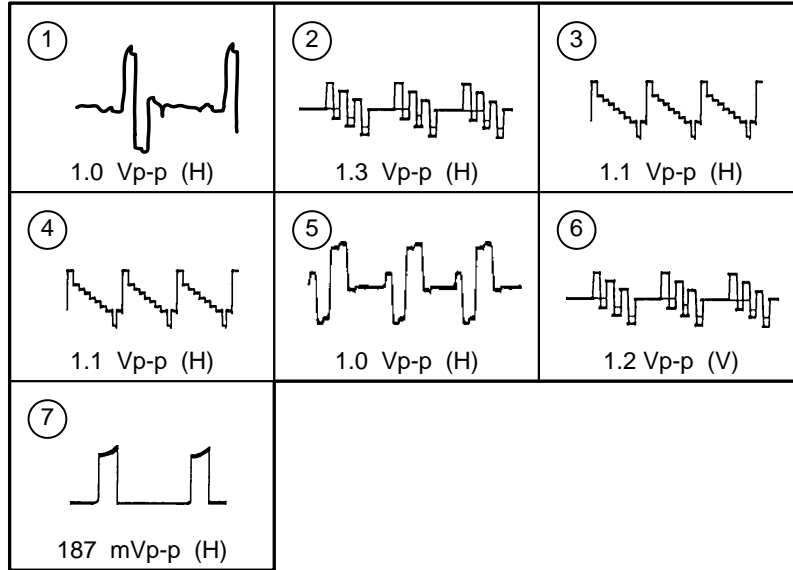 1
1.0 Vp-p (H)
2
1.3 Vp-p (H)
3
1.1 Vp-p (H)
4
1.1 Vp-p (H)
5
1.0 Vp-p (H)
6
1.2 Vp-p (V)
7
187 mVp-p (H)